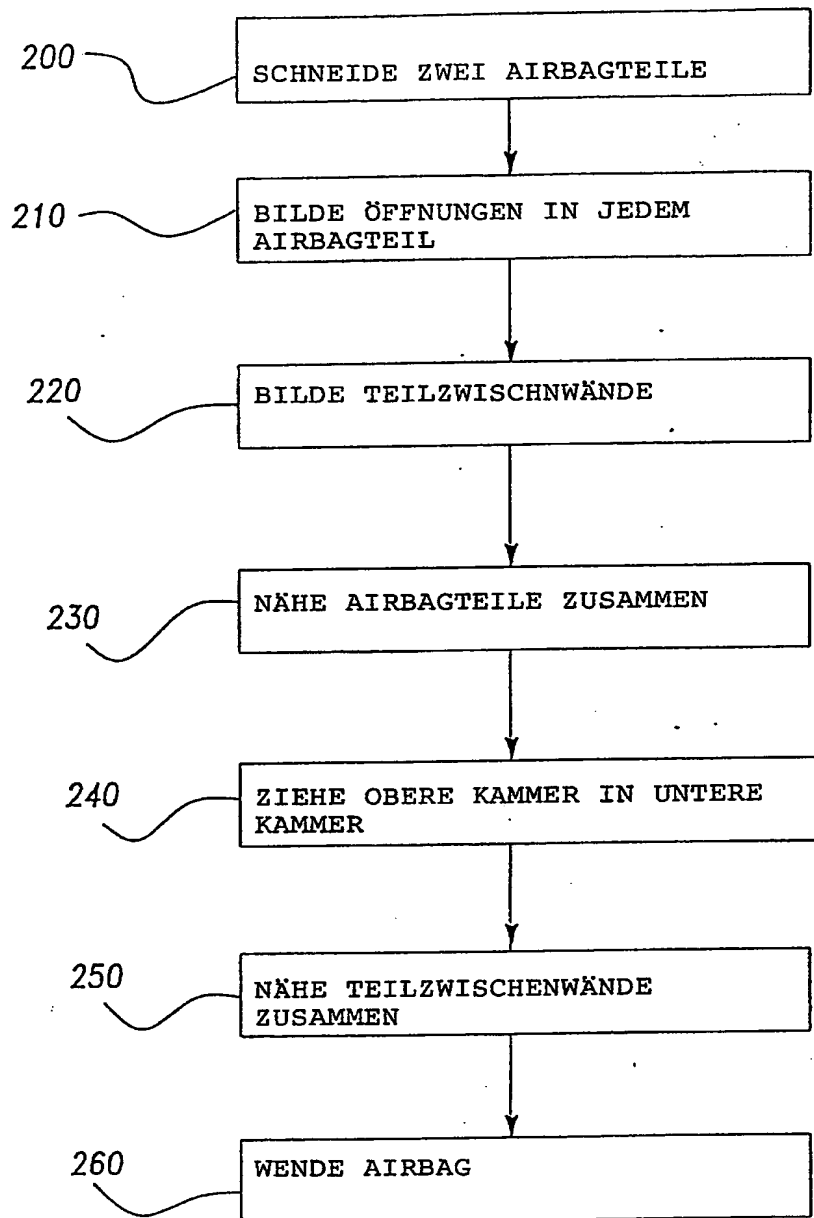 200
SCHNEIDE ZWEI AIRBAGTEILE
210
BILDE ÖFFNUNGEN IN JEDEM
AIRBAGTEIL
220
BILDE TEILZWISCHNWÄNDE
230
NÄHE AIRBAGTEILE ZUSAMMEN
240
ZIEHE OBERE KAMMER IN UNTERE
KAMMER
250
NÄHE TEILZWISCHENWÄNDE
ZUSAMMEN
260
WENDE AIRBAG